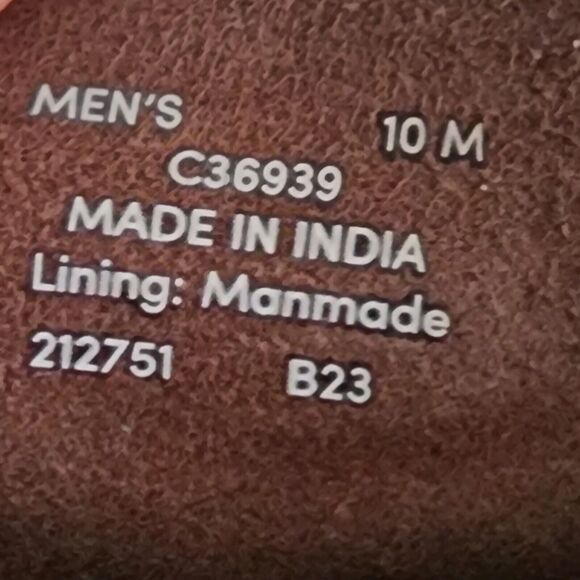 MEN'S 10 M
C36939
MADE IN INDIA
Lining: Manmade
212751 B23